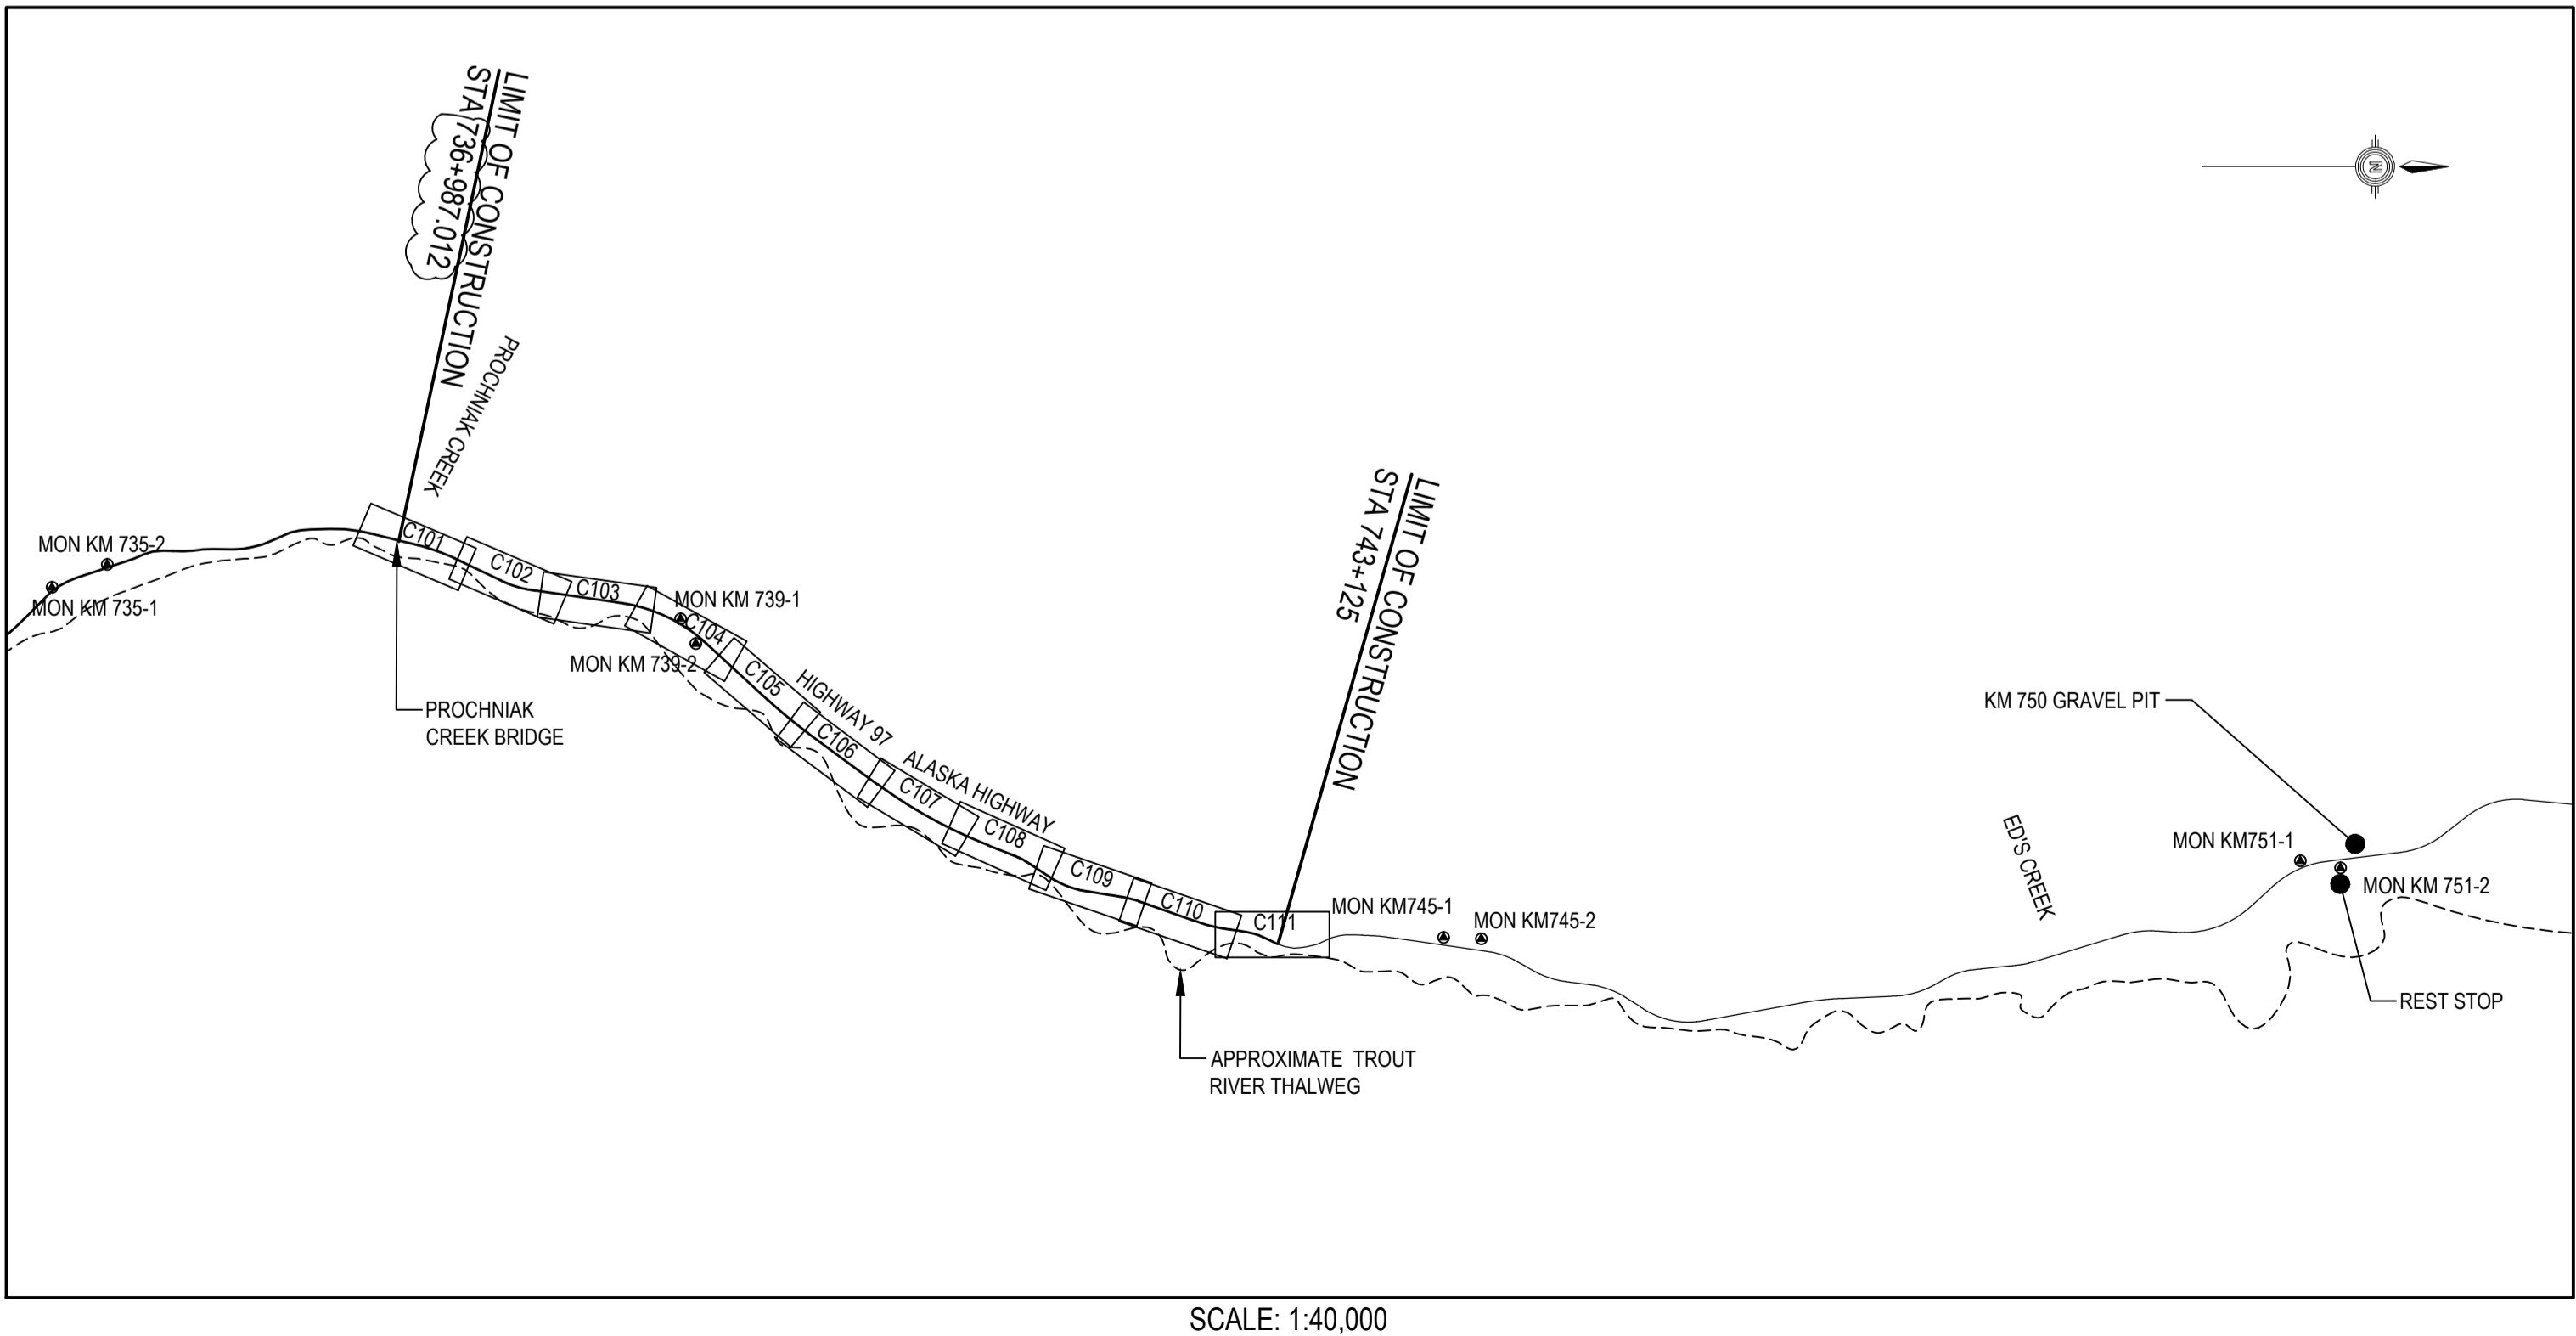 LIMIT OF CONSTRUCTION
STA 736+987.012
PROCHNIAK CREEK
N
MON KM 735-2
MON KM 735-1
C101
C102
C103
MON KM 739-1
C104
MON KM 739-2
C105
HIGHWAY 97
C106
ALASKA HIGHWAY
C107
C108
C109
C110
C111
PROCHNIAK
CREEK BRIDGE
LIMIT OF CONSTRUCTION
STA 743+125
MON KM745-1
MON KM745-2
APPROXIMATE TROUT
RIVER THALWEG
KM 750 GRAVEL PIT
ED'S CREEK
MON KM751-1
MON KM 751-2
REST STOP
SCALE: 1:40,000